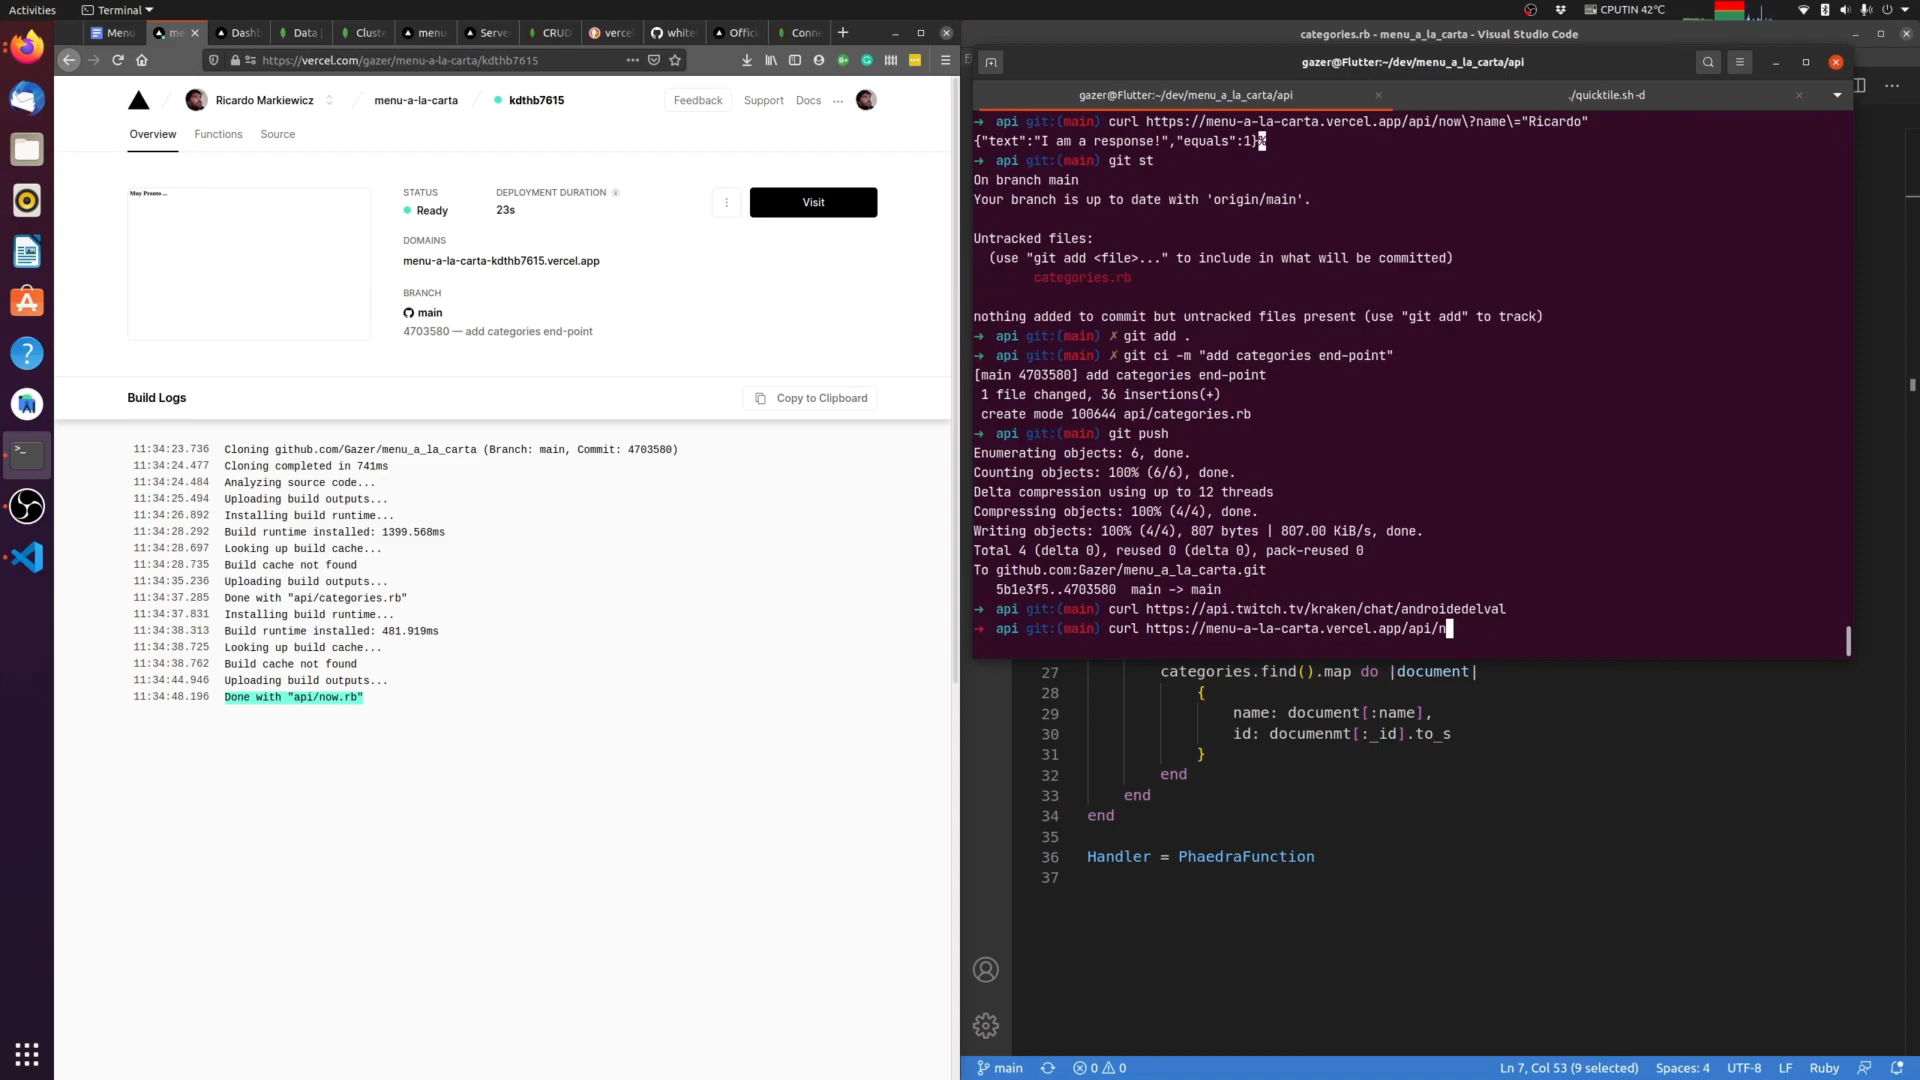 Activities
Terminal
CPUTIN 42°C
Menu
me
Dashb
Data
Cluste
menu
Server
CRUD
vercel
white
Offici
Conne
https://vercel.com/gazer/menu-a-la-carta/kdthb7615
Ricardo Markiewicz
menu-a-la-carta
kdthb7615
Feedback
Support
Docs
Overview
Functions
Source
Muy Pronto ...
STATUS
Ready
DEPLOYMENT DURATION
23s
Visit
DOMAINS
menu-a-la-carta-kdthb7615.vercel.app
BRANCH
main
4703580 — add categories end-point
Build Logs
Copy to Clipboard
11:34:23.736 Cloning github.com/Gazer/menu_a_la_carta (Branch: main, Commit: 4703580)
11:34:24.477 Cloning completed in 741ms
11:34:24.484 Analyzing source code...
11:34:25.494 Uploading build outputs...
11:34:26.892 Installing build runtime...
11:34:28.292 Build runtime installed: 1399.568ms
11:34:28.697 Looking up build cache...
11:34:28.735 Build cache not found
11:34:35.236 Uploading build outputs...
11:34:37.285 Done with "api/categories.rb"
11:34:37.831 Installing build runtime...
11:34:38.313 Build runtime installed: 481.919ms
11:34:38.725 Looking up build cache...
11:34:38.762 Build cache not found
11:34:44.946 Uploading build outputs...
11:34:48.196 Done with "api/now.rb"
categories.rb - menu_a_la_carta - Visual Studio Code
gazer@Flutter:~/dev/menu_a_la_carta/api
gazer@Flutter:~/dev/menu_a_la_carta/api
./quicktile.sh -d
→ api git:(main) curl https://menu-a-la-carta.vercel.app/api/now\?name\="Ricardo"
{"text":"I am a response!","equals":1}%
→ api git:(main) git st
On branch main
Your branch is up to date with 'origin/main'.
Untracked files:
(use "git add <file>..." to include in what will be committed)
categories.rb
nothing added to commit but untracked files present (use "git add" to track)
→ api git:(main) ✗ git add .
→ api git:(main) ✗ git ci -m "add categories end-point"
[main 4703580] add categories end-point
1 file changed, 36 insertions(+)
create mode 100644 api/categories.rb
→ api git:(main) git push
Enumerating objects: 6, done.
Counting objects: 100% (6/6), done.
Delta compression using up to 12 threads
Compressing objects: 100% (4/4), done.
Writing objects: 100% (4/4), 807 bytes | 807.00 KiB/s, done.
Total 4 (delta 0), reused 0 (delta 0), pack-reused 0
To github.com:Gazer/menu_a_la_carta.git
5b1e3f5..4703580 main -> main
→ api git:(main) curl https://api.twitch.tv/kraken/chat/androidedelval
→ api git:(main) curl https://menu-a-la-carta.vercel.app/api/n
27 categories.find().map do |document|
28 {
29 name: document[:name],
30 id: documenmt[:_id].to_s
31 }
32 end
33 end
34 end
35
36 Handler = PhaedraFunction
37
main
0
0
Ln 7, Col 53 (9 selected)
Spaces: 4
UTF-8
LF
Ruby